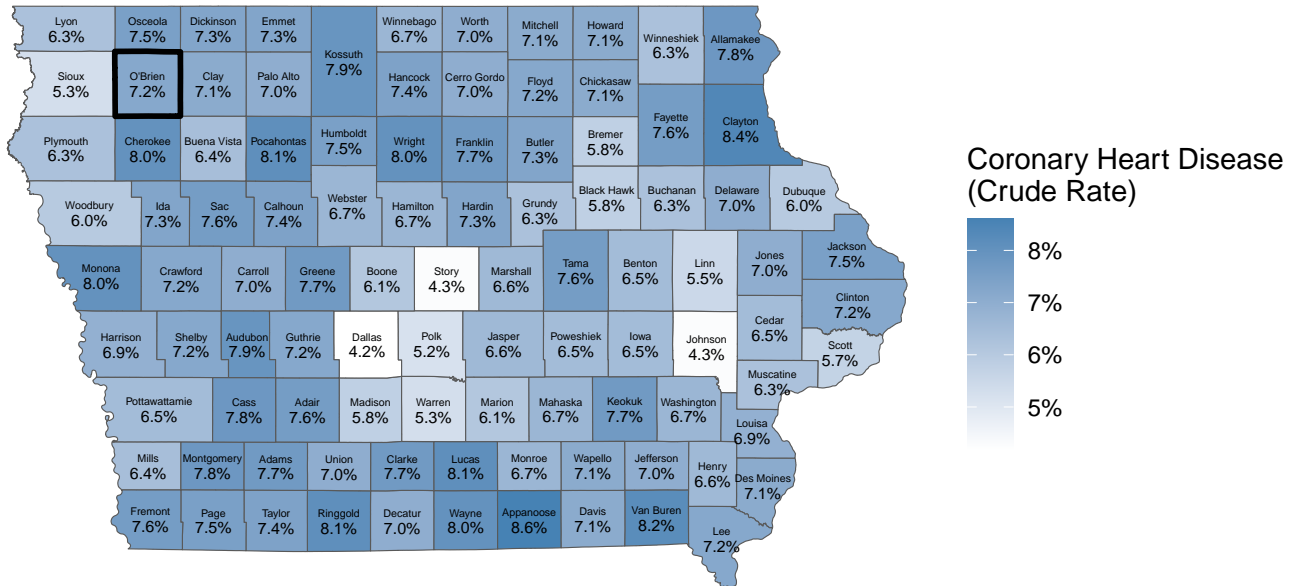 Lyon
6.3%
Osceola
7.5%
Dickinson
7.3%
Emmet
7.3%
Kossuth
7.9%
Winnebago
6.7%
Worth
7.0%
Mitchell
7.1%
Howard
7.1%
Winneshiek
6.3%
Allamakee
7.8%
Sioux
5.3%
O'Brien
7.2%
Clay
7.1%
Palo Alto
7.0%
Hancock
7.4%
Cerro Gordo
7.0%
Floyd
7.2%
Chickasaw
7.1%
Fayette
7.6%
Clayton
8.4%
Plymouth
6.3%
Cherokee
8.0%
Buena Vista
6.4%
Pocahontas
8.1%
Humboldt
7.5%
Wright
8.0%
Franklin
7.7%
Butler
7.3%
Bremer
5.8%
Woodbury
6.0%
Ida
7.3%
Sac
7.6%
Calhoun
7.4%
Webster
6.7%
Hamilton
6.7%
Hardin
7.3%
Grundy
6.3%
Black Hawk
5.8%
Buchanan
6.3%
Delaware
7.0%
Dubuque
6.0%
Monona
8.0%
Crawford
7.2%
Carroll
7.0%
Greene
7.7%
Boone
6.1%
Story
4.3%
Marshall
6.6%
Tama
7.6%
Benton
6.5%
Linn
5.5%
Jones
7.0%
Jackson
7.5%
Clinton
7.2%
Harrison
6.9%
Shelby
7.2%
Audubon
7.9%
Guthrie
7.2%
Dallas
4.2%
Polk
5.2%
Jasper
6.6%
Poweshiek
6.5%
Iowa
6.5%
Johnson
4.3%
Cedar
6.5%
Scott
5.7%
Muscatine
6.3%
Pottawattamie
6.5%
Cass
7.8%
Adair
7.6%
Madison
5.8%
Warren
5.3%
Marion
6.1%
Mahaska
6.7%
Keokuk
7.7%
Washington
6.7%
Louisa
6.9%
Mills
6.4%
Montgomery
7.8%
Adams
7.7%
Union
7.0%
Clarke
7.7%
Lucas
8.1%
Monroe
6.7%
Wapello
7.1%
Jefferson
7.0%
Henry
6.6%
Des Moines
7.1%
Fremont
7.6%
Page
7.5%
Taylor
7.4%
Ringgold
8.1%
Decatur
7.0%
Wayne
8.0%
Appanoose
8.6%
Davis
7.1%
Van Buren
8.2%
Lee
7.2%
Coronary Heart Disease
(Crude Rate)
8%
7%
6%
5%